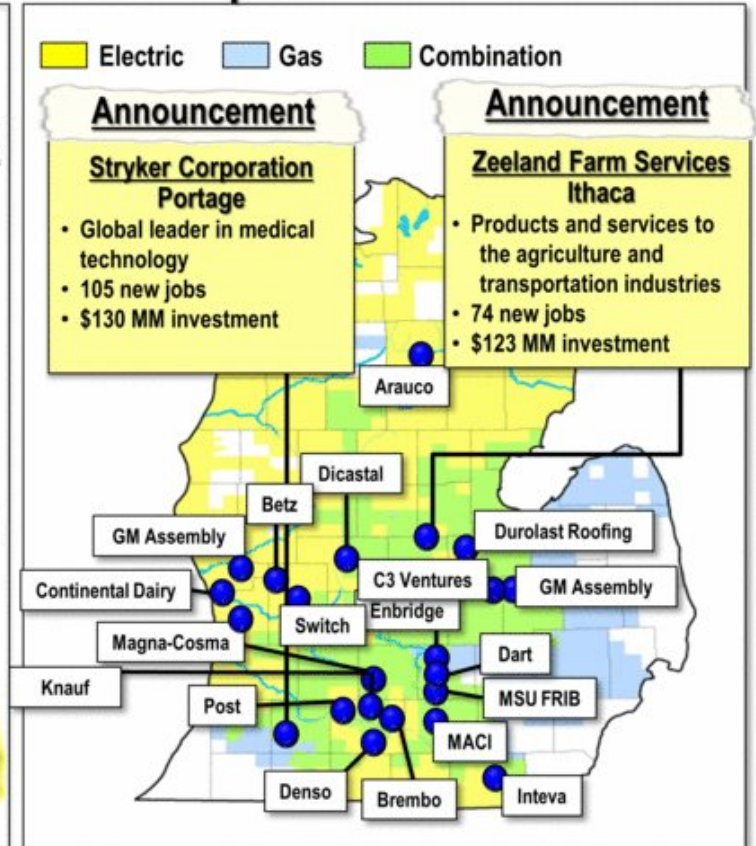 Electric
Gas
Combination
Announcement
Stryker Corporation
Portage
• Global leader in medical
technology
• 105 new jobs
• $130 MM investment
Announcement
Zeeland Farm Services
Ithaca
• Products and services to
the agriculture and
transportation industries
• 74 new jobs
• $123 MM investment
Arauco
Dicastal
Betz
GM Assembly
Durolast Roofing
Continental Dairy
C3 Ventures
GM Assembly
Enbridge
Switch
Magna-Cosma
Dart
Knauf
MSU FRIB
Post
MACI
Denso
Brembo
Inteva